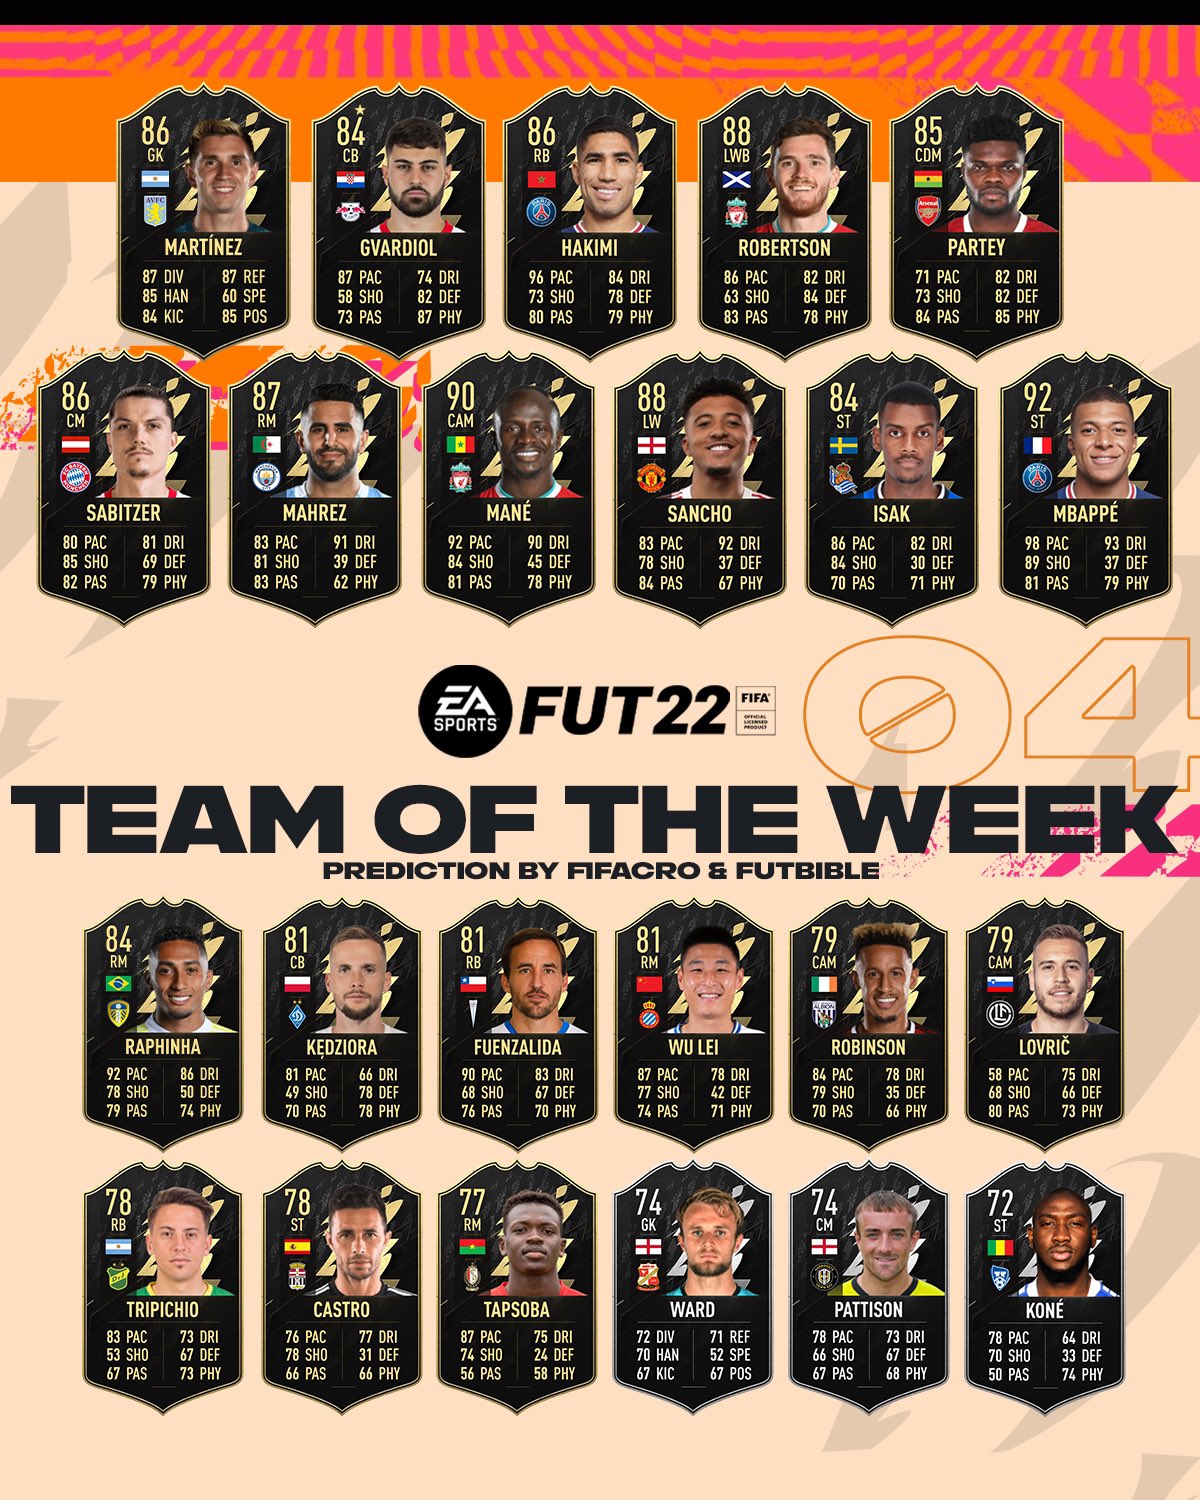 86
GK
AVFC
MARTÍNEZ
87 DIV 87 REF
85 HAN 60 SPE
84 KIC 85 POS
84
CB
GVARDIOL
87 PAC 74 DRI
58 SHO 82 DEF
73 PAS 87 PHY
86
RB
PARIS
HAKIMI
96 PAC 84 DRI
73 SHO 78 DEF
80 PAS 79 PHY
88
LWB
ROBERTSON
86 PAC 82 DRI
63 SHO 84 DEF
83 PAS 78 PHY
85
CDM
Arsenal
PARTEY
71 PAC 82 DRI
73 SHO 82 DEF
84 PAS 85 PHY
86
CM
SABITZER
80 PAC 81 DRI
85 SHO 69 DEF
82 PAS 79 PHY
87
RM
MAHREZ
83 PAC 91 DRI
81 SHO 39 DEF
83 PAS 62 PHY
90
CAM
MANÉ
92 PAC 90 DRI
84 SHO 45 DEF
81 PAS 78 PHY
88
LW
SANCHO
83 PAC 92 DRI
78 SHO 37 DEF
84 PAS 67 PHY
84
ST
ISAK
86 PAC 82 DRI
84 SHO 30 DEF
70 PAS 71 PHY
92
ST
PARIS
MBAPPÉ
98 PAC 93 DRI
89 SHO 37 DEF
81 PAS 79 PHY
04
EA
SPORTS
FUT22
FIFA
OFFICIAL
LICENSED
PRODUCT
TEAM OF THE WEEK
PREDICTION BY FIFACRO & FUTBIBLE
84
RM
RAPHINHA
92 PAC 86 DRI
78 SHO 50 DEF
79 PAS 74 PHY
81
CB
KĘDZIORA
81 PAC 66 DRI
49 SHO 78 DEF
70 PAS 78 PHY
81
RB
FUENZALIDA
90 PAC 83 DRI
68 SHO 67 DEF
76 PAS 70 PHY
81
RM
WU LEI
87 PAC 78 DRI
77 SHO 42 DEF
74 PAS 71 PHY
79
CAM
ALBION
ROBINSON
84 PAC 78 DRI
79 SHO 35 DEF
70 PAS 66 PHY
79
CAM
LOVRIČ
58 PAC 75 DRI
68 SHO 66 DEF
80 PAS 73 PHY
78
RB
TRIPICHIO
83 PAC 73 DRI
53 SHO 67 DEF
67 PAS 73 PHY
78
ST
CASTRO
76 PAC 77 DRI
78 SHO 31 DEF
66 PAS 66 PHY
77
RM
TAPSOBA
87 PAC 75 DRI
74 SHO 24 DEF
56 PAS 58 PHY
74
GK
WARD
72 DIV 71 REF
70 HAN 52 SPE
67 KIC 67 POS
74
CM
PATTISON
78 PAC 73 DRI
66 SHO 67 DEF
67 PAS 68 PHY
72
ST
KONÉ
78 PAC 64 DRI
70 SHO 33 DEF
50 PAS 74 PHY